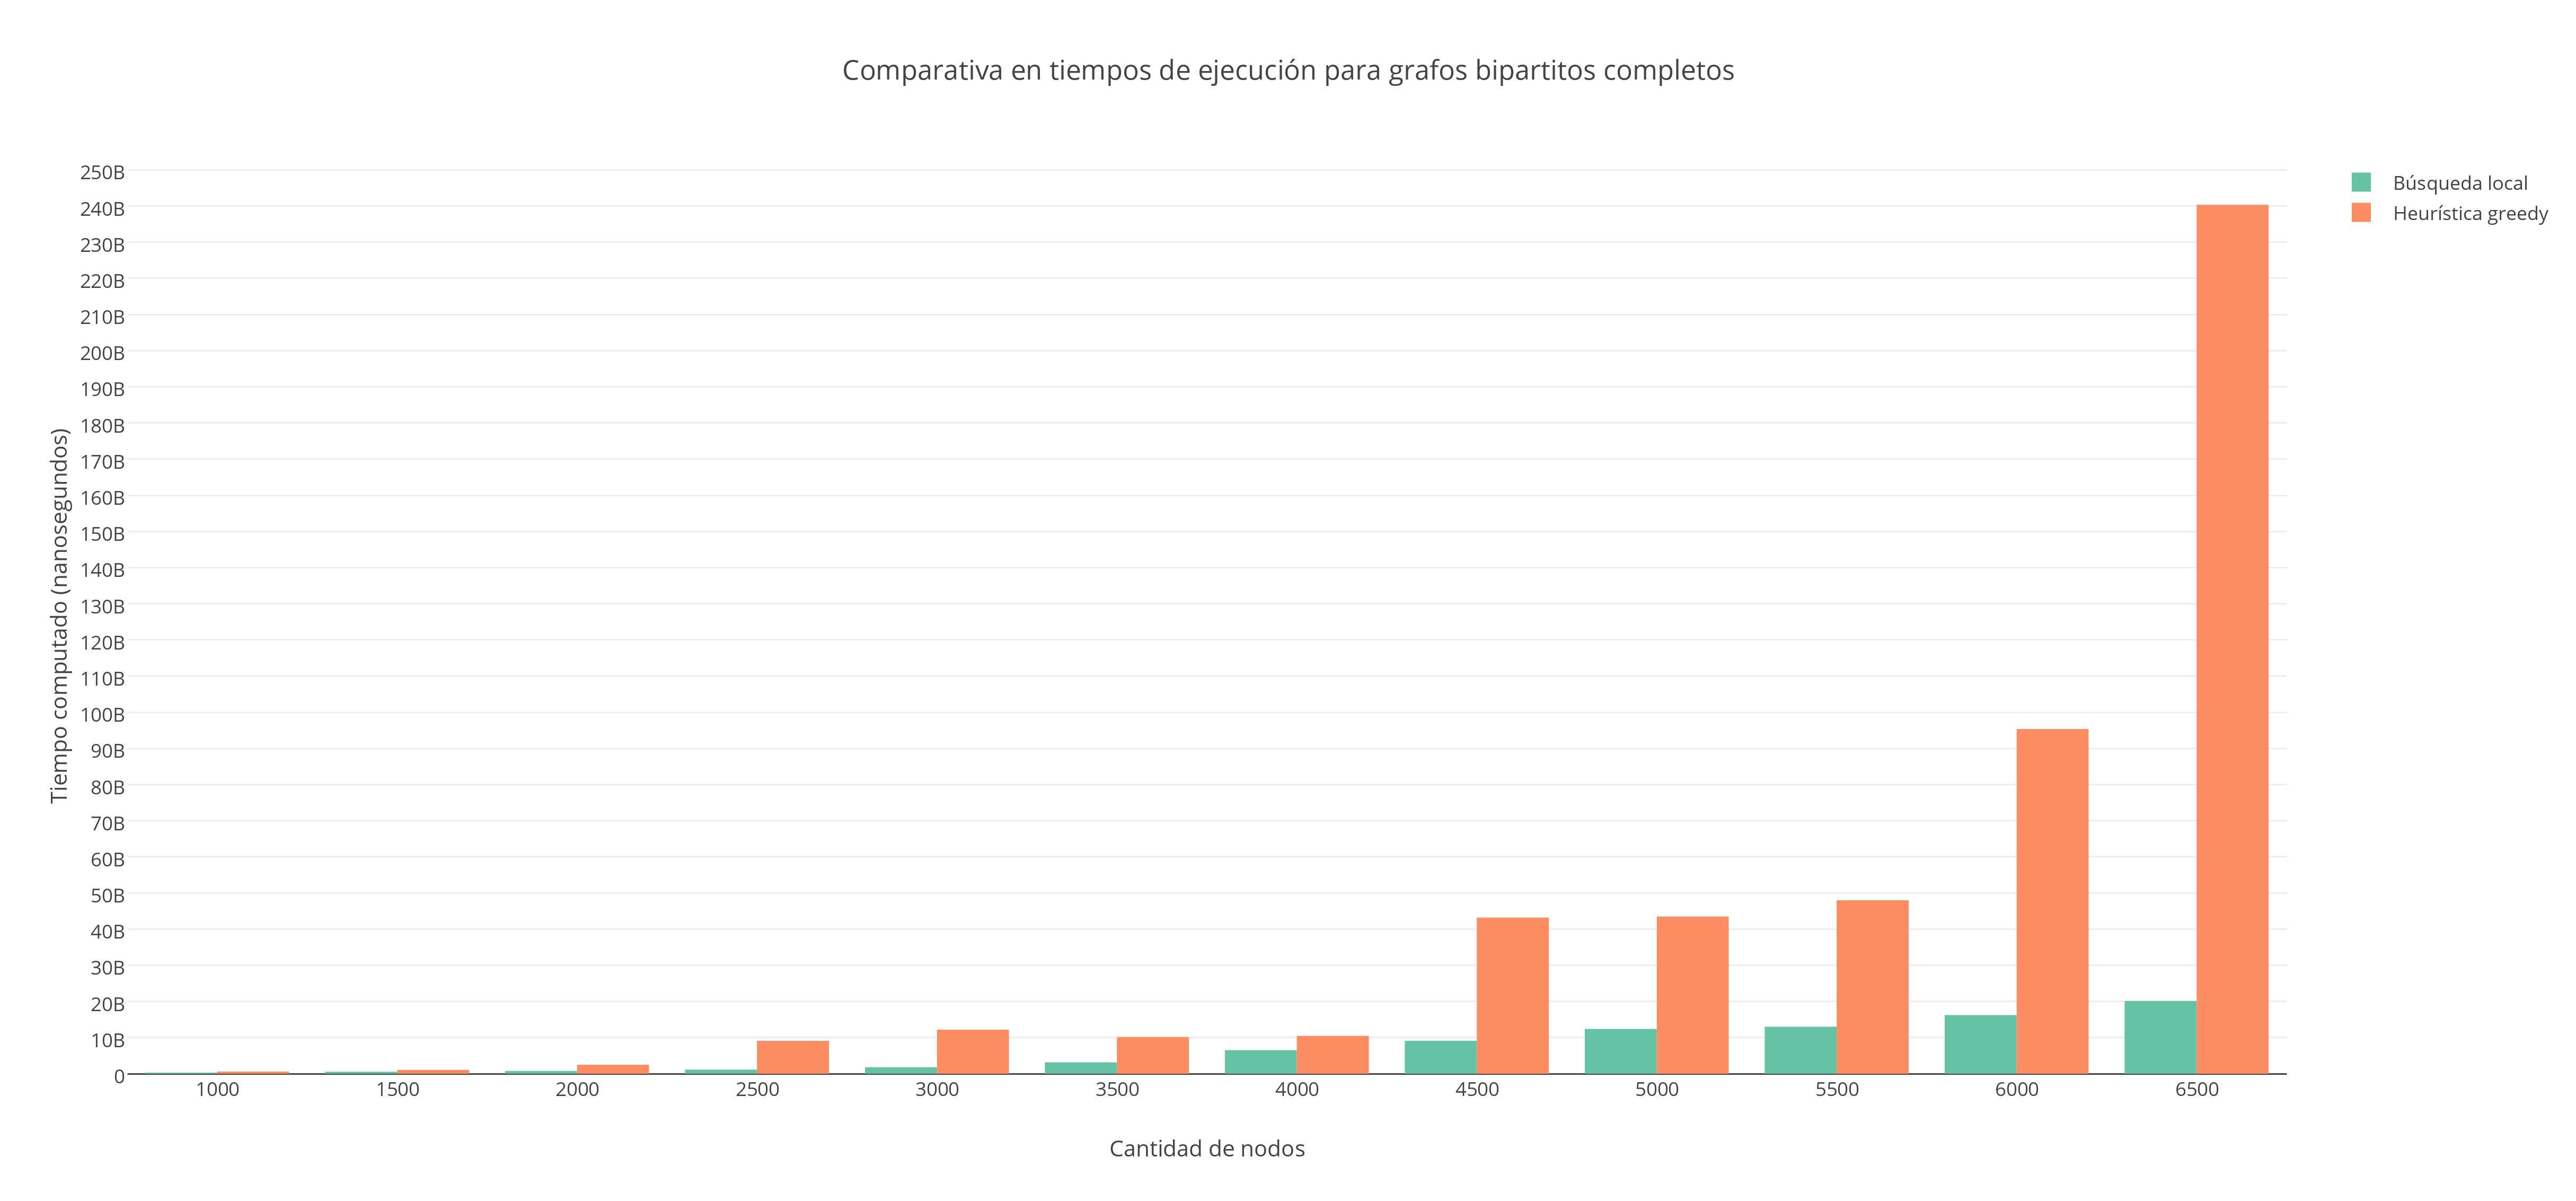 Comparativa en tiempos de ejecución para grafos bipartitos completos
250B
240B
230B
220B
210B
200B
190B
180B
170B
160B
150B
140B
130B
120B
110B
100B
90B
80B
70B
60B
50B
40B
30B
20B
10B
0
Tiempo computado (nanosegundos)
Búsqueda local
Heurística greedy
1000 1500 2000 2500 3000 3500 4000 4500 5000 5500 6000 6500
Cantidad de nodos